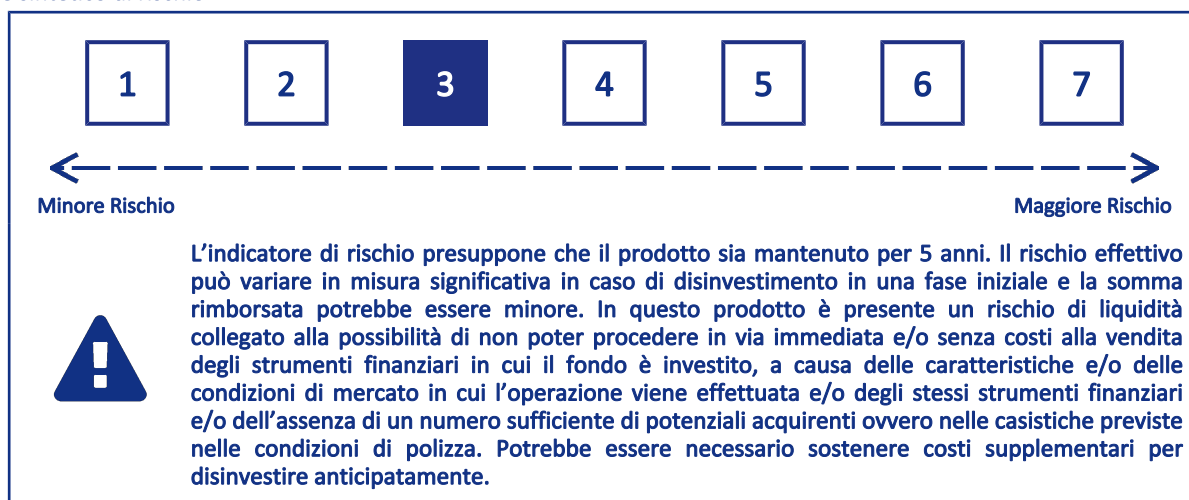 1 2 3 4 5 6 7
Minore Rischio Maggiore Rischio
L'indicatore di rischio presuppone che il prodotto sia mantenuto per 5 anni. Il rischio effettivo
può variare in misura significativa in caso di disinvestimento in una fase iniziale e la somma
rimborsata potrebbe essere minore. In questo prodotto è presente un rischio di liquidità
collegato alla possibilità di non poter procedere in via immediata e/o senza costi alla vendita
degli strumenti finanziari in cui il fondo è investito, a causa delle caratteristiche e/o delle
condizioni di mercato in cui l'operazione viene effettuata e/o degli stessi strumenti finanziari
e/o dell'assenza di un numero sufficiente di potenziali acquirenti ovvero nelle casistiche previste
nelle condizioni di polizza. Potrebbe essere necessario sostenere costi supplementari per
disinvestire anticipatamente.